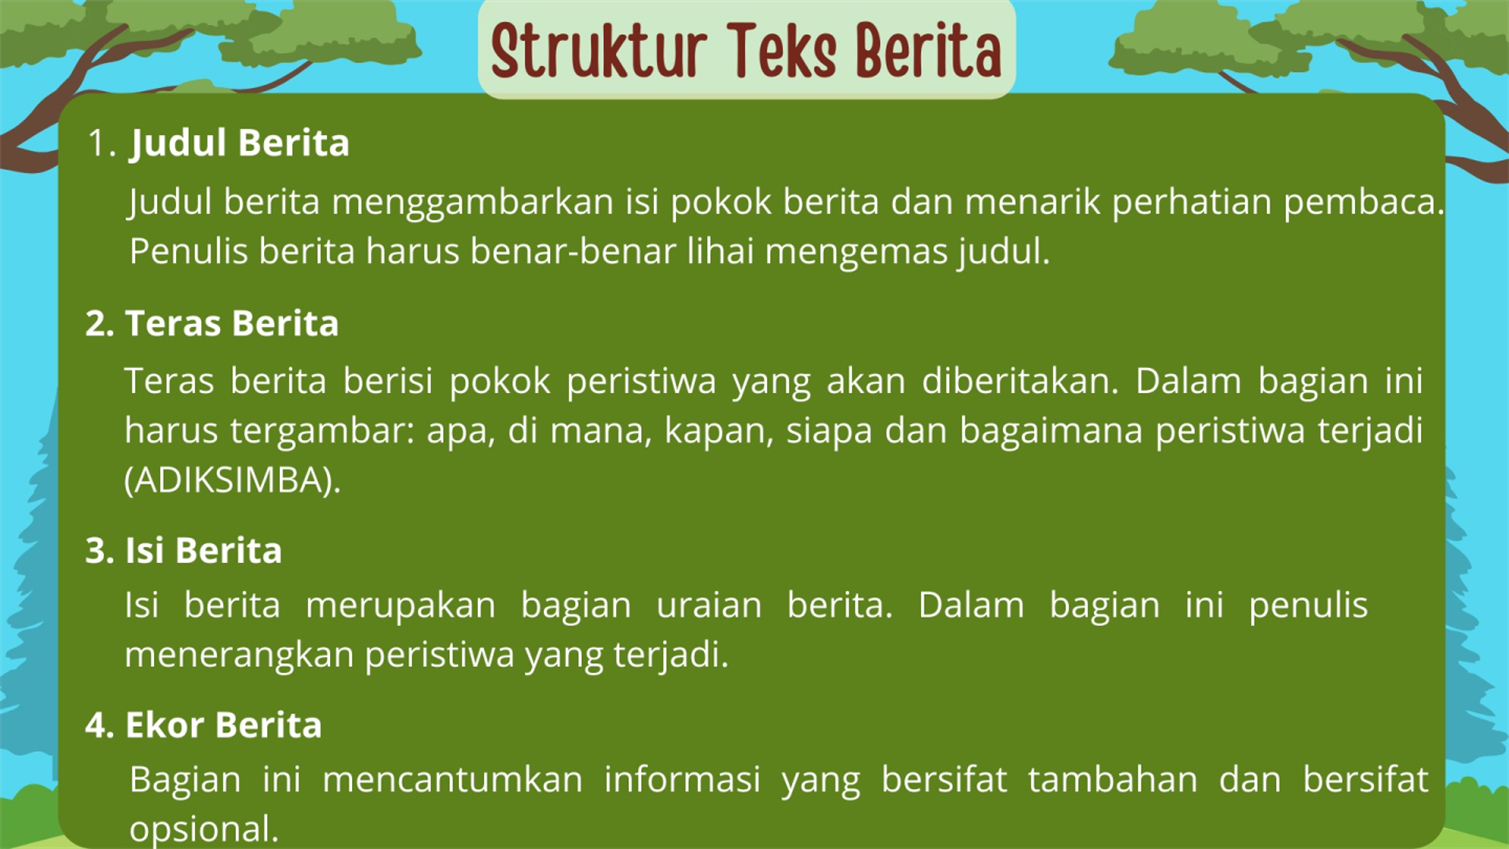 Struktur Teks Berita
1. Judul Berita
Judul berita menggambarkan isi pokok berita dan menarik perhatian pembaca.
Penulis berita harus benar-benar lihai mengemas judul.
2. Teras Berita
Teras berita berisi pokok peristiwa yang akan diberitakan. Dalam bagian ini
harus tergambar: apa, di mana, kapan, siapa dan bagaimana peristiwa terjadi
(ADIKSIMBA).
3. Isi Berita
Isi berita merupakan bagian uraian berita. Dalam bagian ini penulis
menerangkan peristiwa yang terjadi.
4. Ekor Berita
Bagian ini mencantumkan informasi yang bersifat tambahan dan bersifat
opsional.